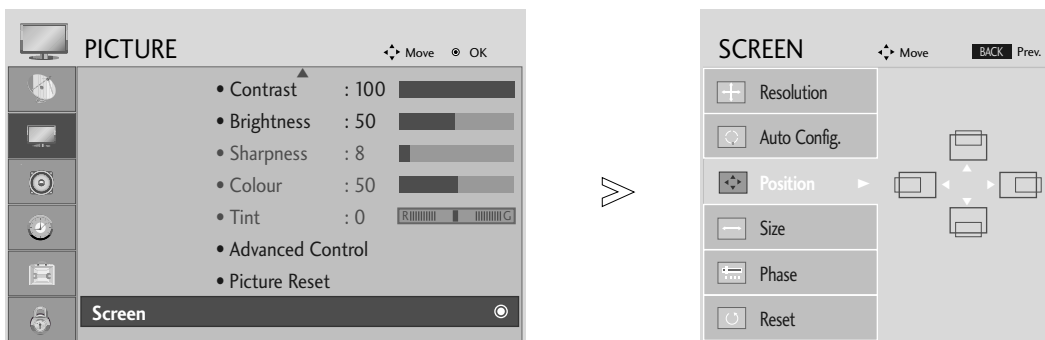 PICTURE
Move OK
• Contrast : 100
• Brightness : 50
• Sharpness : 8
• Colour : 50
• Tint : 0 R G
• Advanced Control
• Picture Reset
Screen
SCREEN
Move BACK Prev.
Resolution
Auto Config.
Position
Size
Phase
Reset